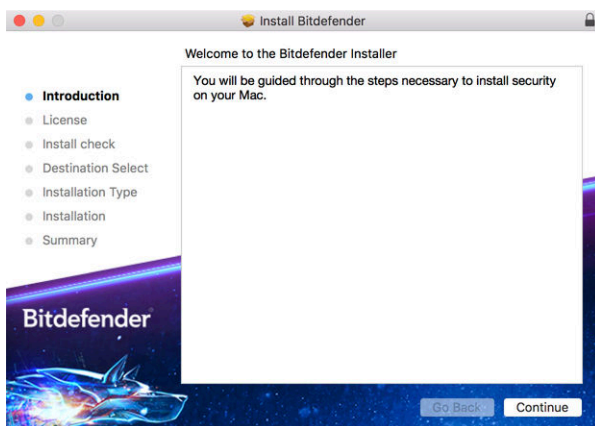 Install Bitdefender
Welcome to the Bitdefender Installer
You will be guided through the steps necessary to install security
on your Mac.
Introduction
License
Install check
Destination Select
Installation Type
Installation
Summary
Bitdefender
Go Back
Continue